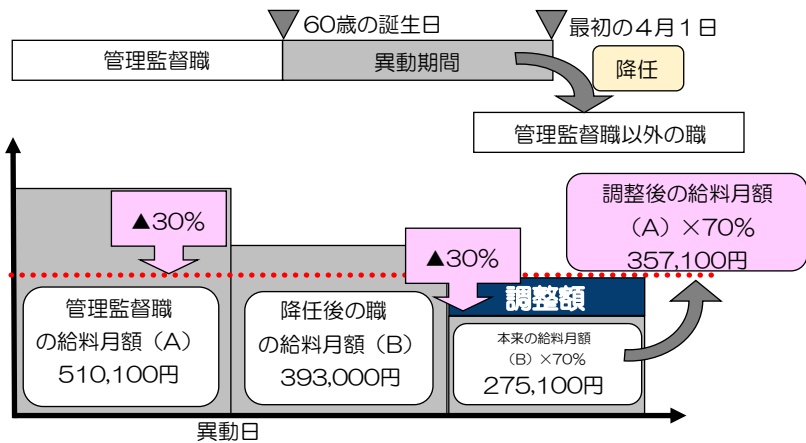 60歳の誕生日
最初の4月1日
管理監督職
異動期間
降任
管理監督職以外の職
▲30%
▲30%
調整後の給料月額
(A)×70%
357,100円
管理監督職
の給料月額(A)
510,100円
降任後の職
の給料月額(B)
393,000円
調整額
本来の給料月額
(B)×70%
275,100円
異動日